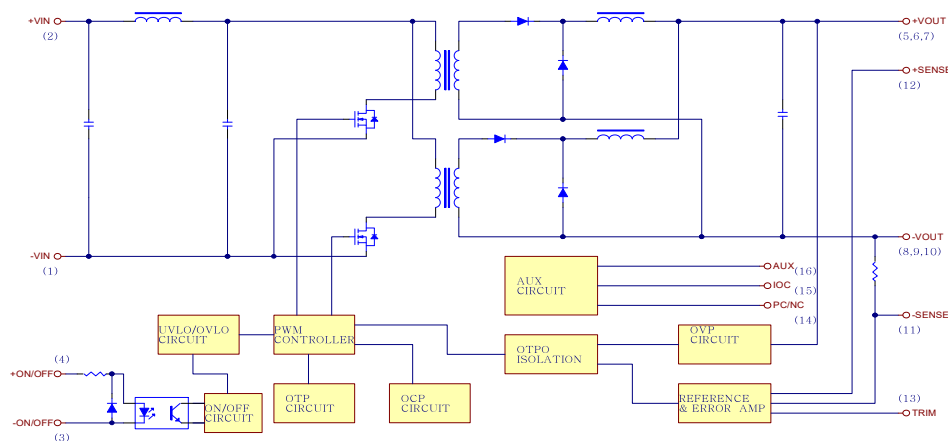 +VIN
(2)
+VOUT
(5,6,7)
+SENSE
(12)
-VIN
(1)
-VOUT
(8,9,10)
AUX
CIRCUIT
AUX
(16)
IOC
(15)
PC/NC
(14)
-SENSE
(11)
UVLO/OVLO
CIRCUIT
PWM
CONTROLLER
OTPO
ISOLATION
OVP
CIRCUIT
(4)
+ON/OFF
-ON/OFF
(3)
ON/OFF
CIRCUIT
OTP
CIRCUIT
OCP
CIRCUIT
REFERENCE
& ERROR AMP
(13)
TRIM